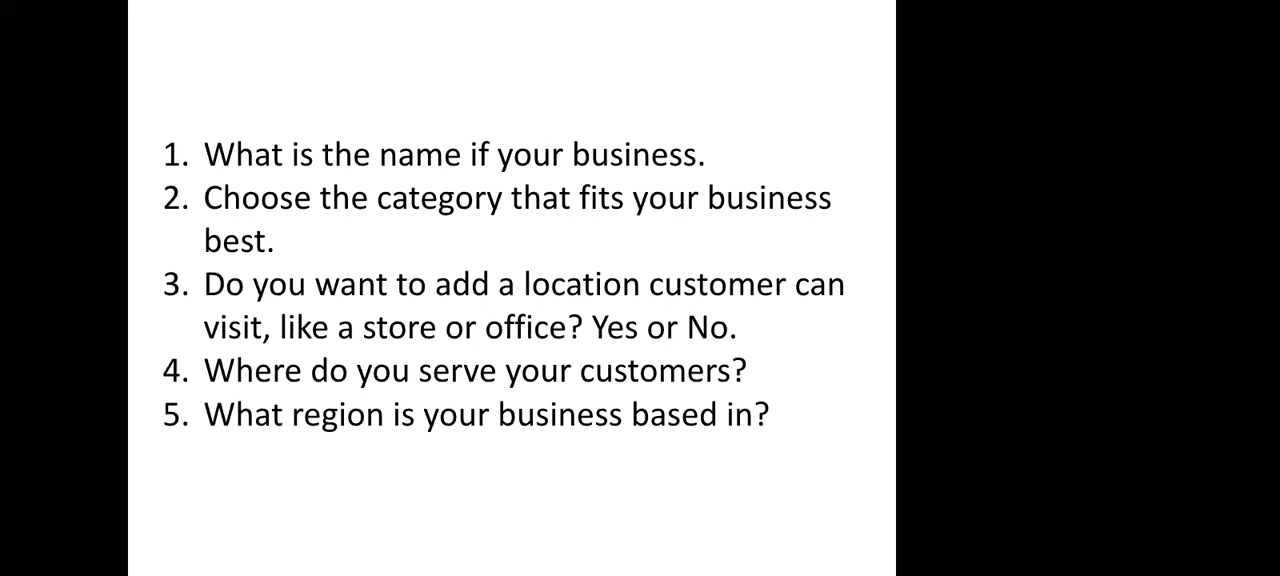 1. What is the name if your business.
2. Choose the category that fits your business
best.
3. Do you want to add a location customer can
visit, like a store or office? Yes or No.
4. Where do you serve your customers?
5. What region is your business based in?